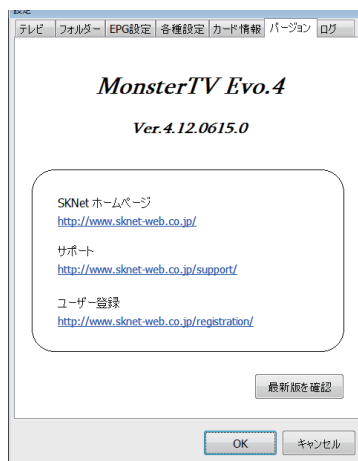 設定
テレビ フォルダー EPG設定 各種設定 カード情報 バージョン ログ
MonsterTV Evo.4
Ver.4.12.0615.0
SKNet ホームページ
http://www.sknet-web.co.jp/
サポート
http://www.sknet-web.co.jp/support/
ユーザー登録
http://www.sknet-web.co.jp/registration/
最新版を確認
OK キャンセル